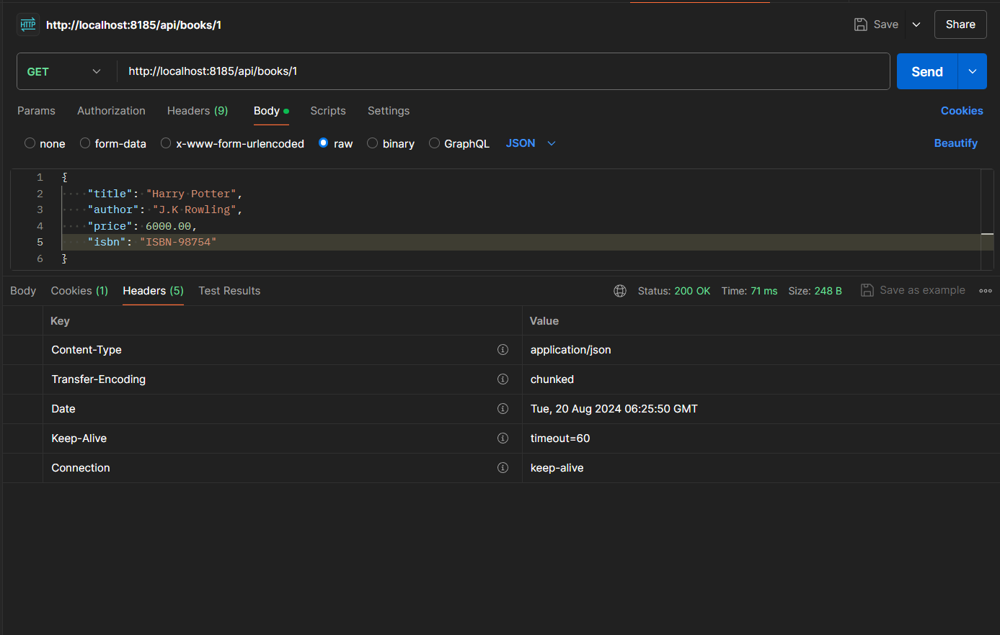 HTTP http://localhost:8185/api/books/1 Save Share
GET http://localhost:8185/api/books/1 Send
Params Authorization Headers (9) Body Scripts Settings Cookies
none form-data x-www-form-urlencoded raw binary GraphQL JSON Beautify
1 {
2 "title": "Harry Potter",
3 "author": "J.K Rowling",
4 "price": 6000.00,
5 "isbn": "ISBN-98754"
6 }
Body Cookies (1) Headers (5) Test Results Status: 200 OK Time: 71 ms Size: 248 B Save as example
Key Value
Content-Type application/json
Transfer-Encoding chunked
Date Tue, 20 Aug 2024 06:25:50 GMT
Keep-Alive timeout=60
Connection keep-alive